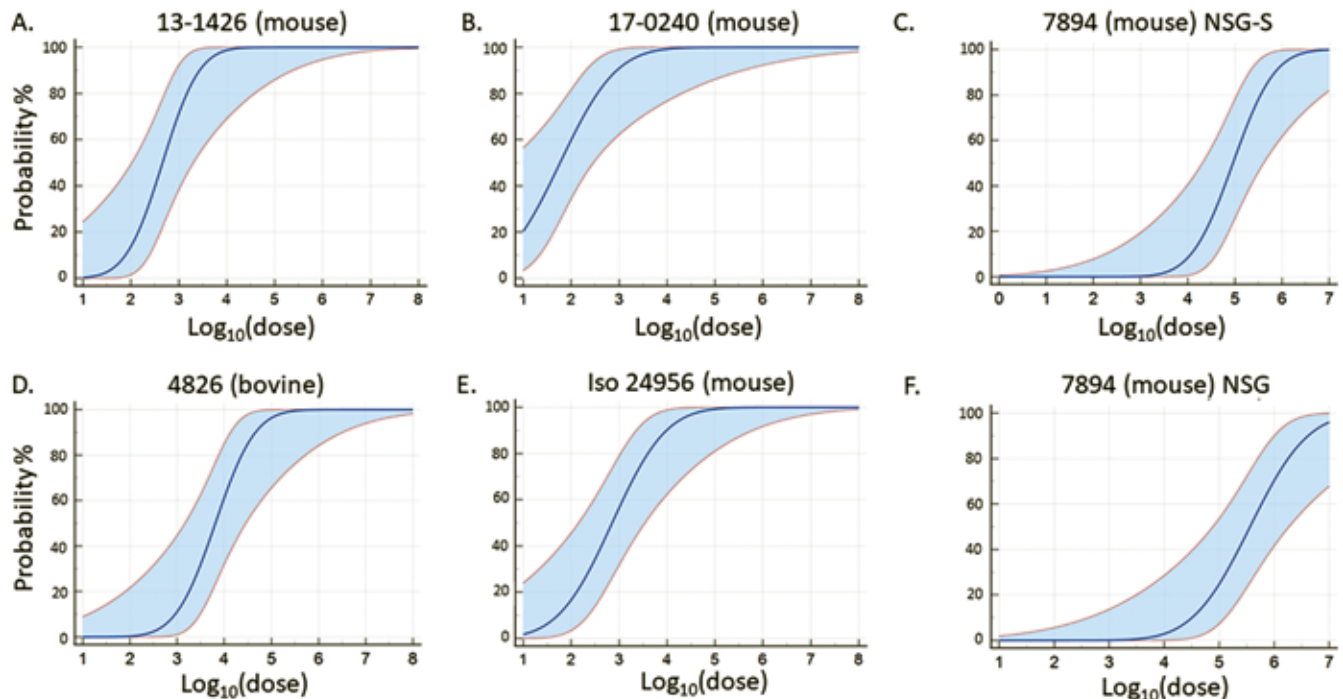 A. 13-1426 (mouse)
Probability %
100
80
60
40
20
0
1 2 3 4 5 6 7 8
Log10(dose)
B. 17-0240 (mouse)
100
80
60
40
20
0
1 2 3 4 5 6 7 8
Log10(dose)
C. 7894 (mouse) NSG-S
100
80
60
40
20
0
0 1 2 3 4 5 6 7
Log10(dose)
D. 4826 (bovine)
Probability %
100
80
60
40
20
0
1 2 3 4 5 6 7 8
Log10(dose)
E. Iso 24956 (mouse)
100
80
60
40
20
0
1 2 3 4 5 6 7 8
Log10(dose)
F. 7894 (mouse) NSG
100
80
60
40
20
0
1 2 3 4 5 6 7
Log10(dose)